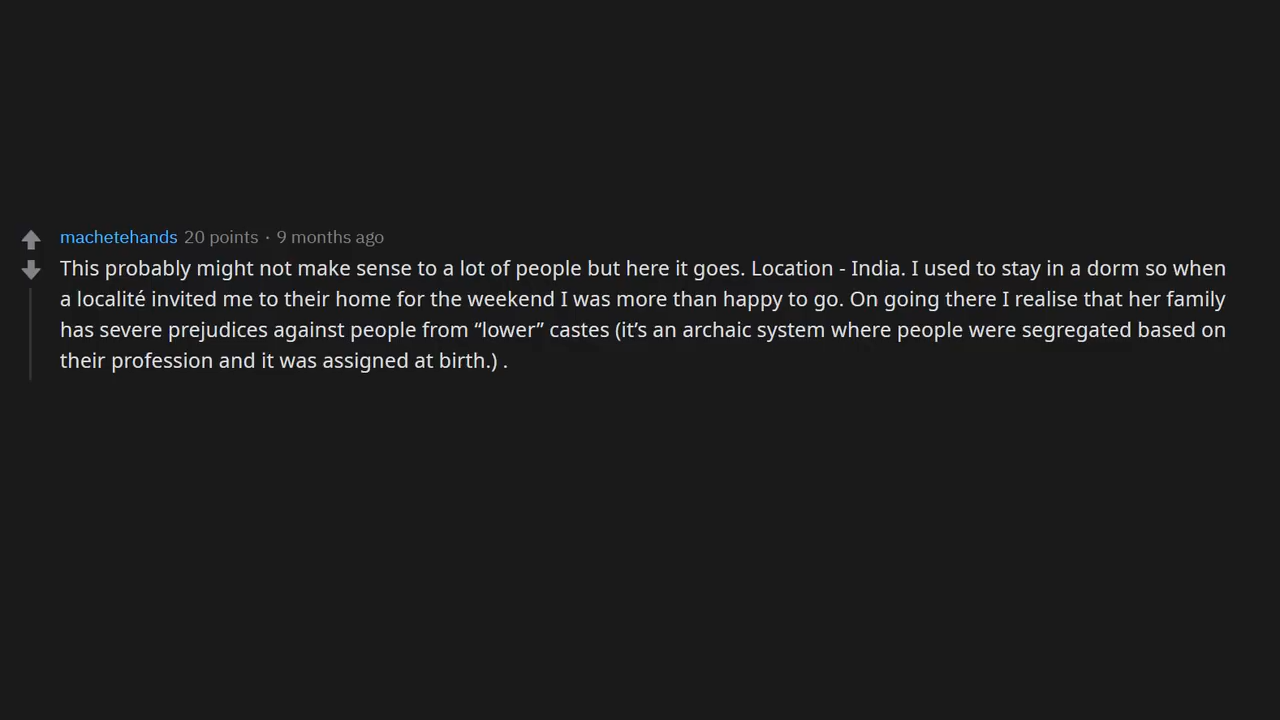 machetehands 20 points · 9 months ago
This probably might not make sense to a lot of people but here it goes. Location - India. I used to stay in a dorm so when
a localité invited me to their home for the weekend I was more than happy to go. On going there I realise that her family
has severe prejudices against people from “lower” castes (it’s an archaic system where people were segregated based on
their profession and it was assigned at birth.) .